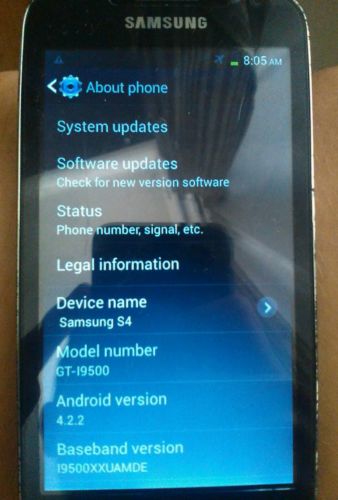 SAMSUNG
8:05 AM
About phone
System updates
Software updates
Check for new version software
Status
Phone number, signal, etc.
Legal information
Device name
Samsung S4
Model number
GT-I9500
Android version
4.2.2
Baseband version
I9500XXUAMDE